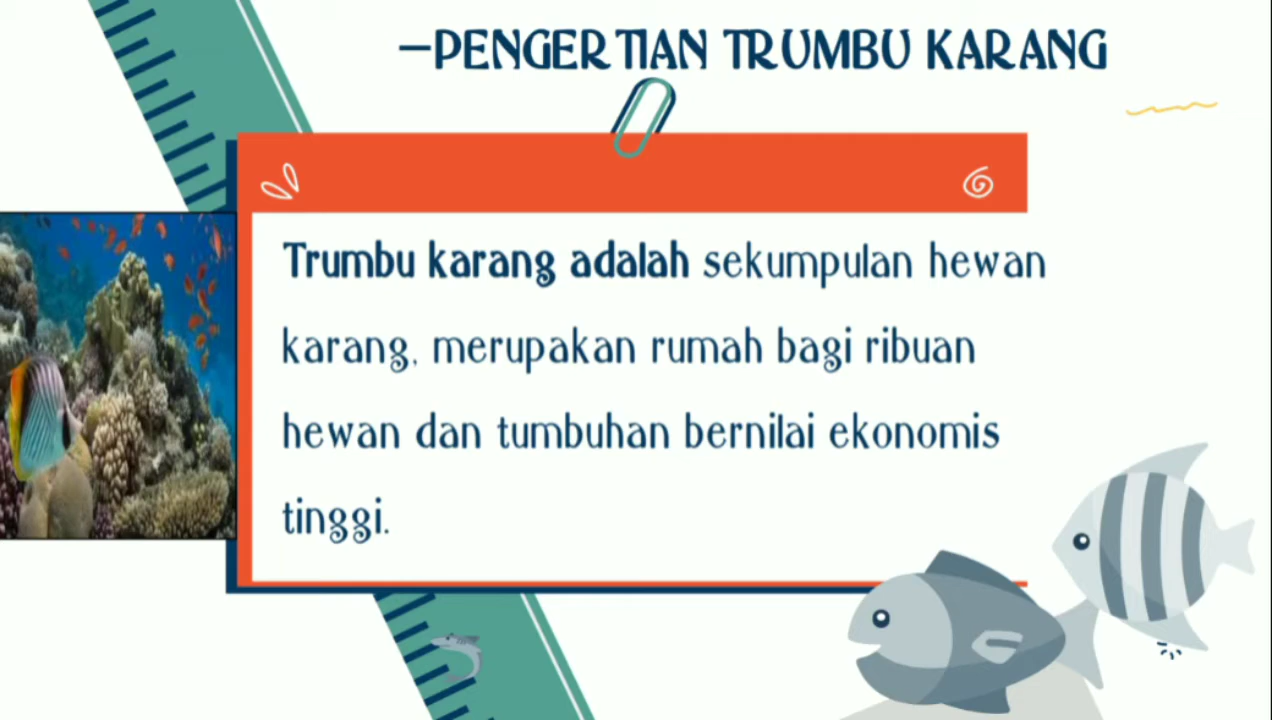 —PENGERTIAN TRUMBU KARANG
Trumbu karang adalah sekumpulan hewan
karang, merupakan rumah bagi ribuan
hewan dan tumbuhan bernilai ekonomis
tinggi.